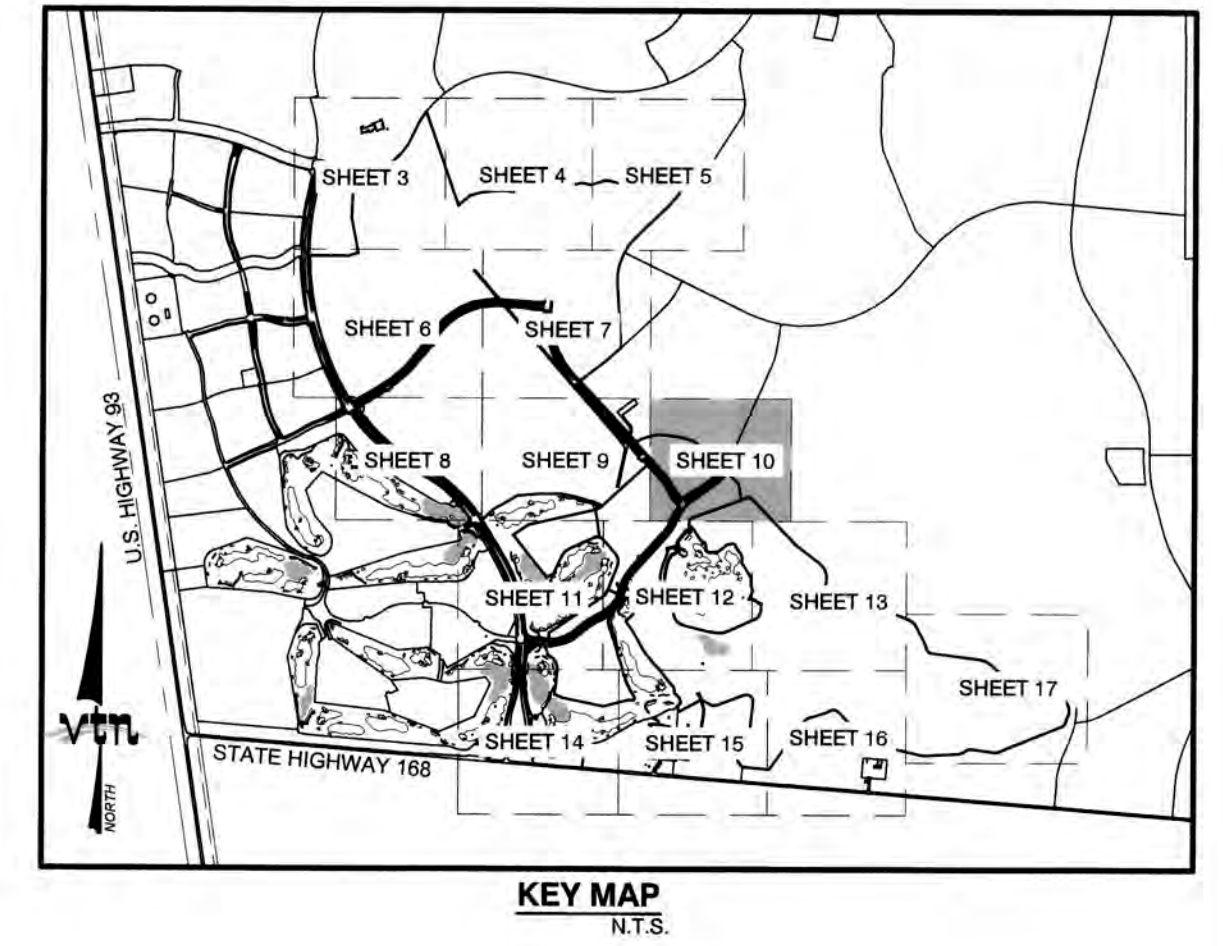 SHEET 3
SHEET 4
SHEET 5
SHEET 6
SHEET 7
SHEET 8
SHEET 9
SHEET 10
SHEET 11
SHEET 12
SHEET 13
SHEET 17
SHEET 14
SHEET 15
SHEET 16
U.S. HIGHWAY 93
STATE HIGHWAY 168
vtn
NORTH
KEY MAP
N.T.S.